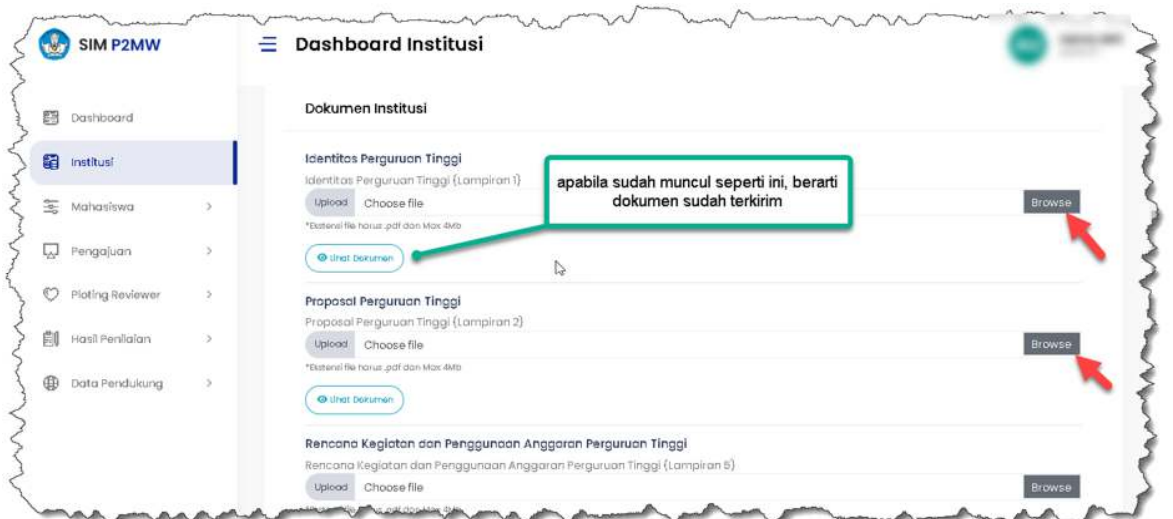 SIM P2MW
Dashboard Institusi
Dashboard
Institusi
Mahasiswa
Pengajuan
Ploting Reviewer
Hasil Penilaian
Data Pendukung
Dokumen Institusi
Identitas Perguruan Tinggi
Identitas Perguruan Tinggi (Lampiran 1)
Upload Choose file Browse
*Ekstensi file harus .pdf dan Max 4Mb
Lihat Dokumen
apabila sudah muncul seperti ini, berarti
dokumen sudah terkirim
Proposal Perguruan Tinggi
Proposal Perguruan Tinggi (Lampiran 2)
Upload Choose file Browse
*Ekstensi file harus .pdf dan Max 4Mb
Lihat Dokumen
Rencana Kegiatan dan Penggunaan Anggaran Perguruan Tinggi
Rencana Kegiatan dan Penggunaan Anggaran Perguruan Tinggi (Lampiran 5)
Upload Choose file Browse